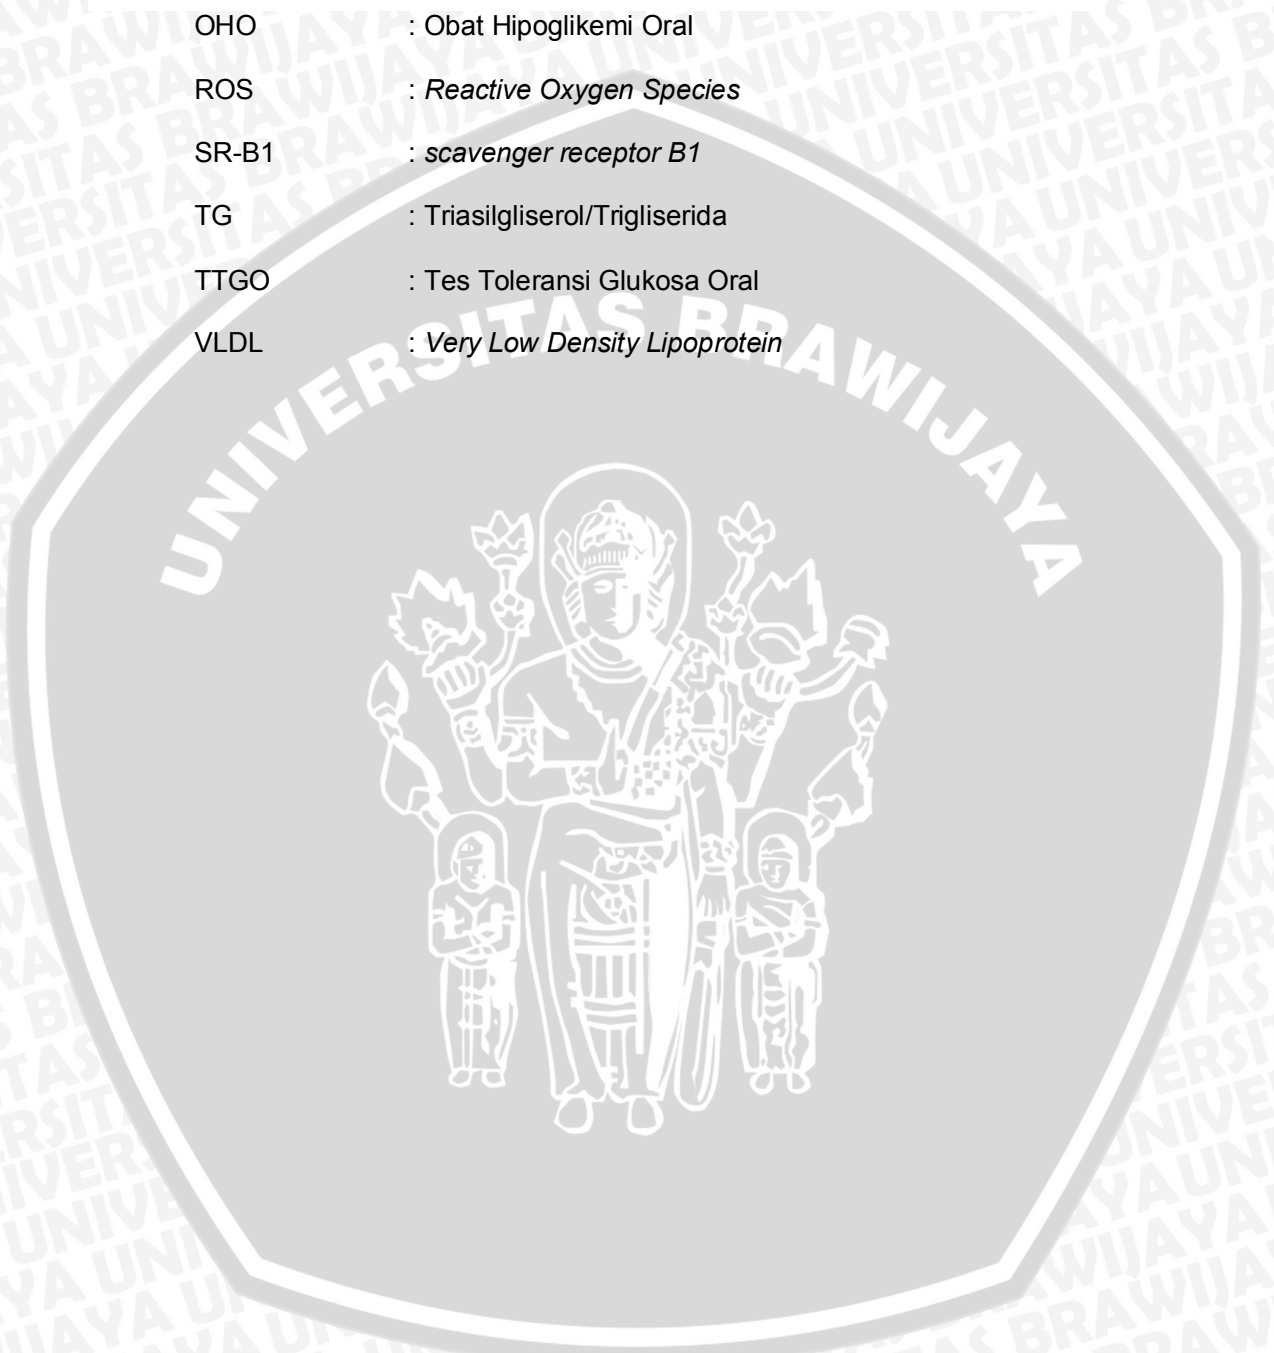 OHO : Obat Hipoglikemi Oral
ROS : Reactive Oxygen Species
SR-B1 : scavenger receptor B1
TG : Triasilgliserol/Trigliserida
TTGO : Tes Toleransi Glukosa Oral
VLDL : Very Low Density Lipoprotein
UNIVERSITAS BRAWIJAYA